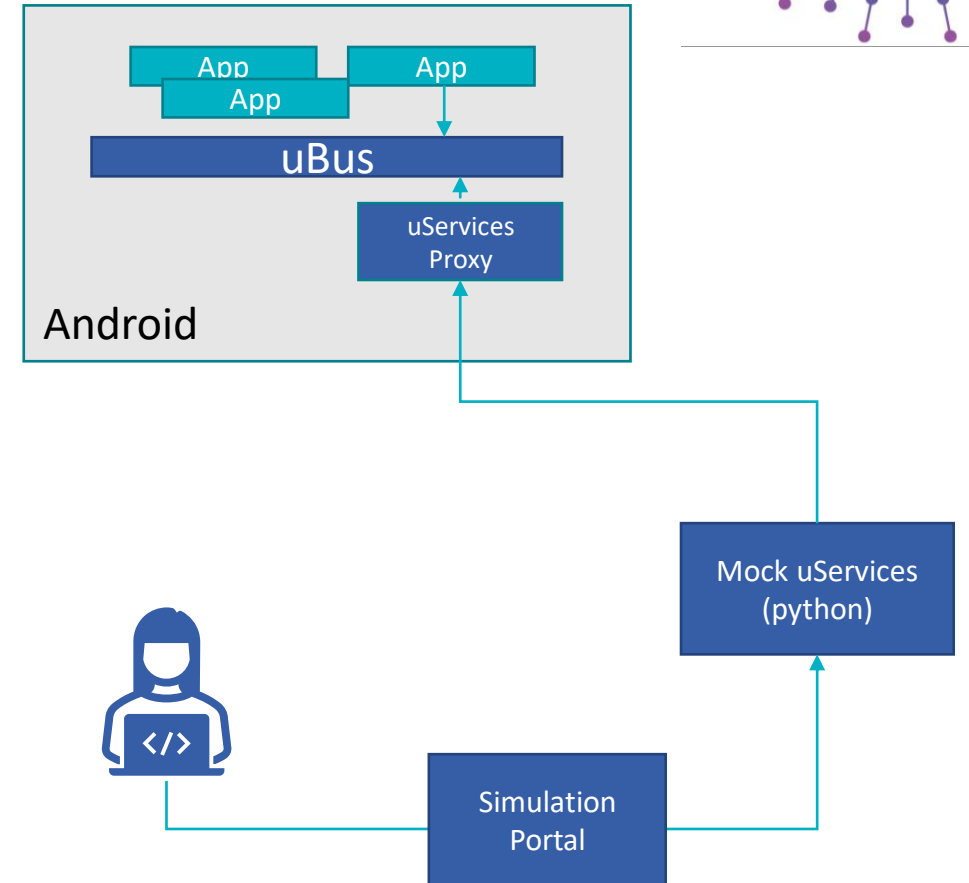 App
App
App
uBus
uServices
Proxy
Android
Mock uServices
(python)
</>
Simulation
Portal